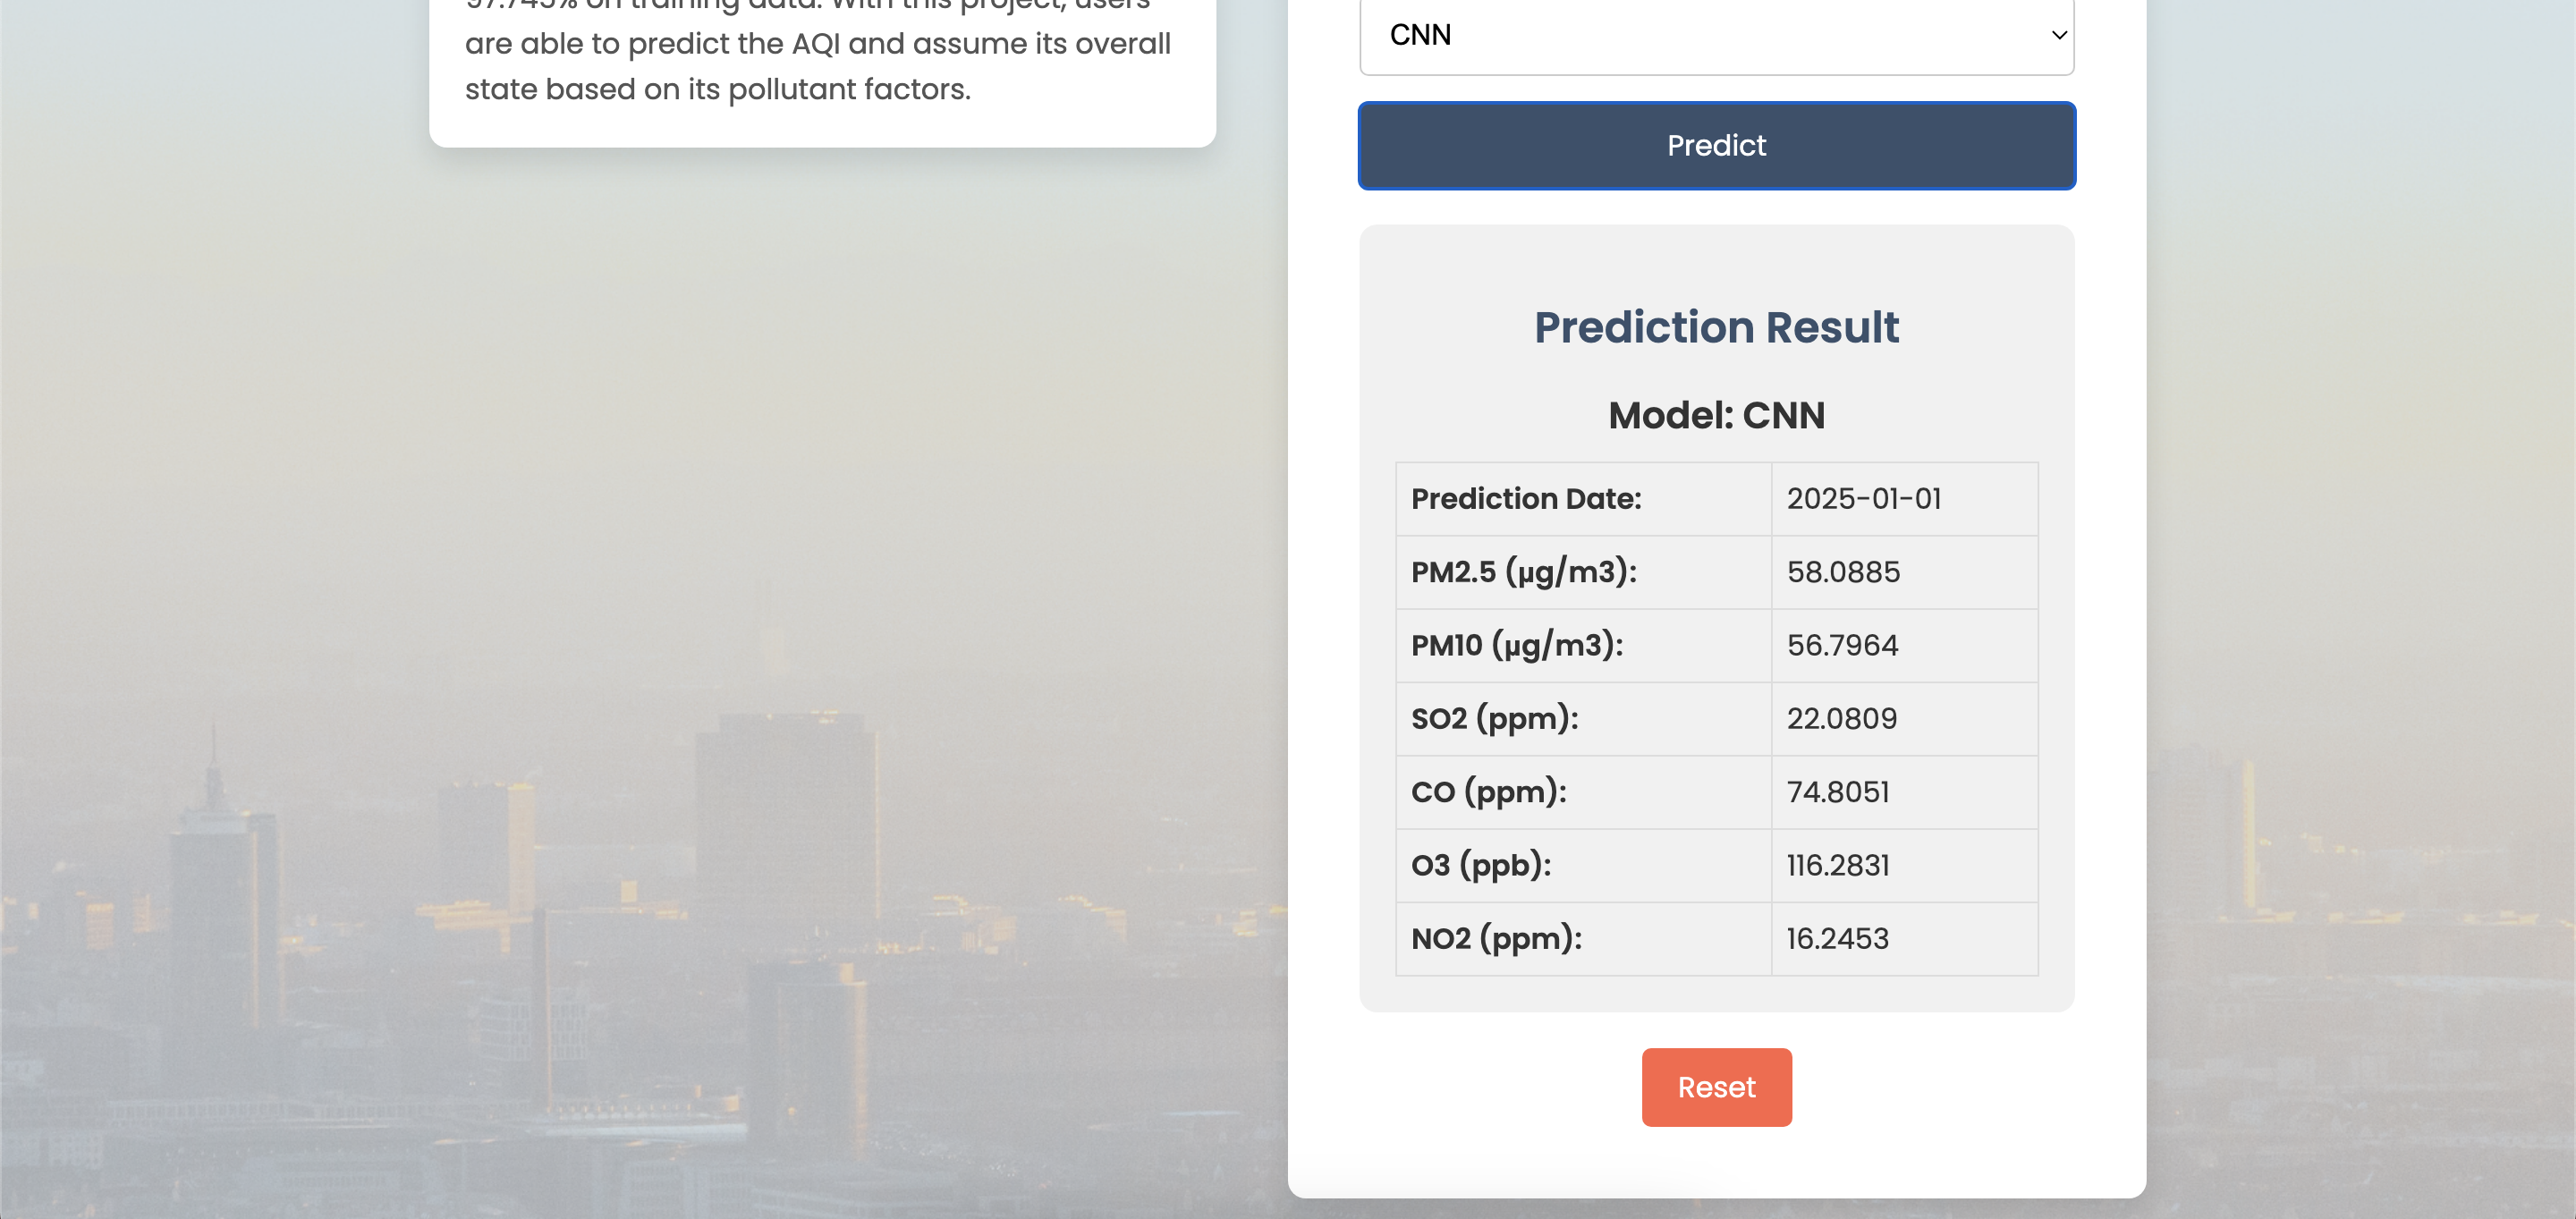 97.745% on training data. With this project, users
are able to predict the AQI and assume its overall
state based on its pollutant factors.
CNN
Predict
Prediction Result
Model: CNN
Prediction Date: 2025-01-01
PM2.5 (µg/m3): 58.0885
PM10 (µg/m3): 56.7964
SO2 (ppm): 22.0809
CO (ppm): 74.8051
O3 (ppb): 116.2831
NO2 (ppm): 16.2453
Reset